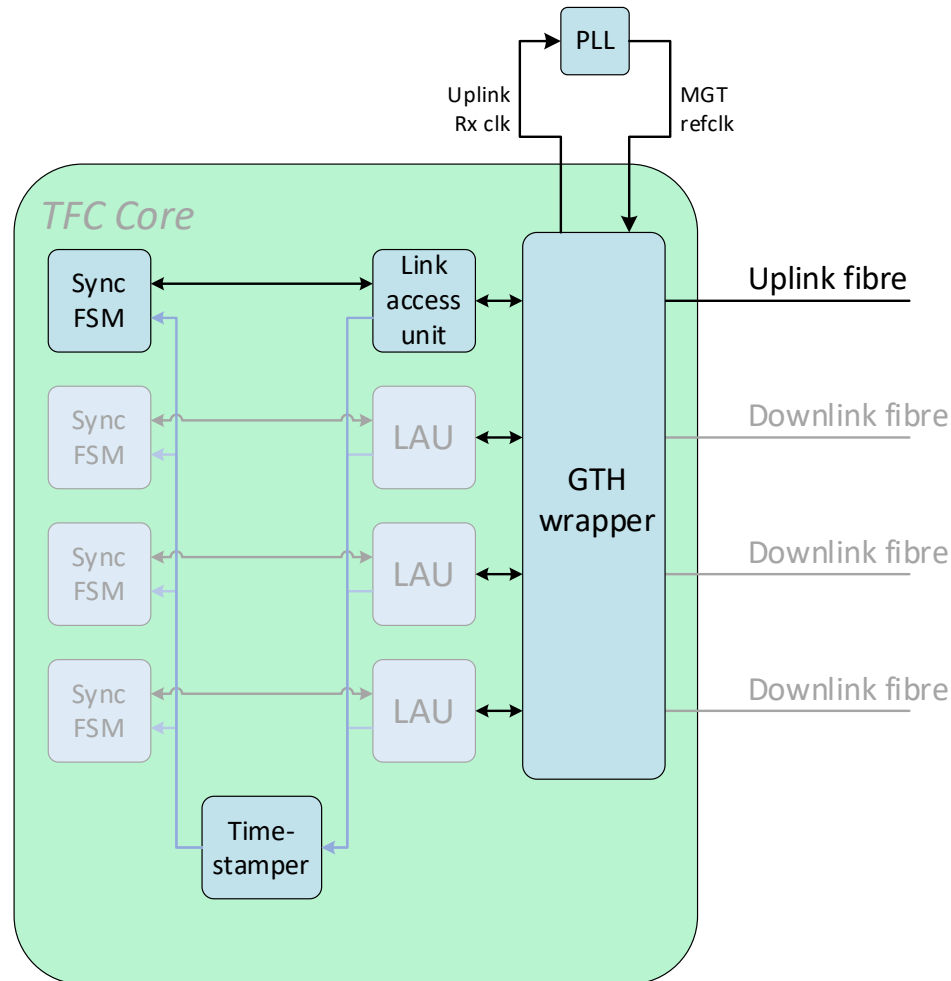 PLL
Uplink
Rx clk
MGT
refclk
TFC Core
Sync
FSM
Link
access
unit
Uplink fibre
Sync
FSM
LAU
Downlink fibre
GTH
wrapper
Sync
FSM
LAU
Downlink fibre
Sync
FSM
LAU
Downlink fibre
Time-
stamper